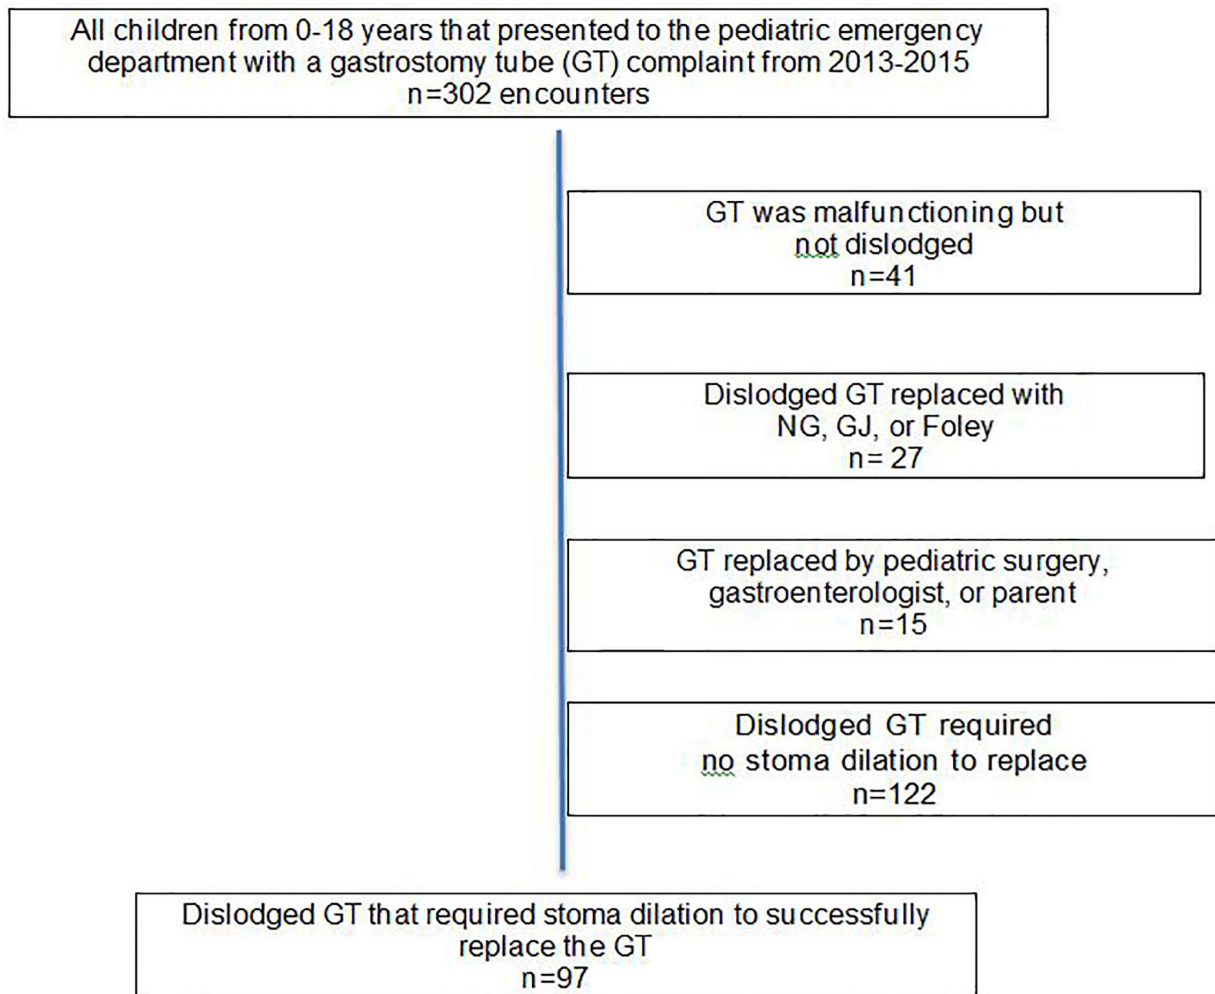 All children from 0-18 years that presented to the pediatric emergency
department with a gastrostomy tube (GT) complaint from 2013-2015
n=302 encounters
GT was malfunctioning but
not dislodged
n=41
Dislodged GT replaced with
NG, GJ, or Foley
n= 27
GT replaced by pediatric surgery,
gastroenterologist, or parent
n=15
Dislodged GT required
no stoma dilation to replace
n=122
Dislodged GT that required stoma dilation to successfully
replace the GT
n=97